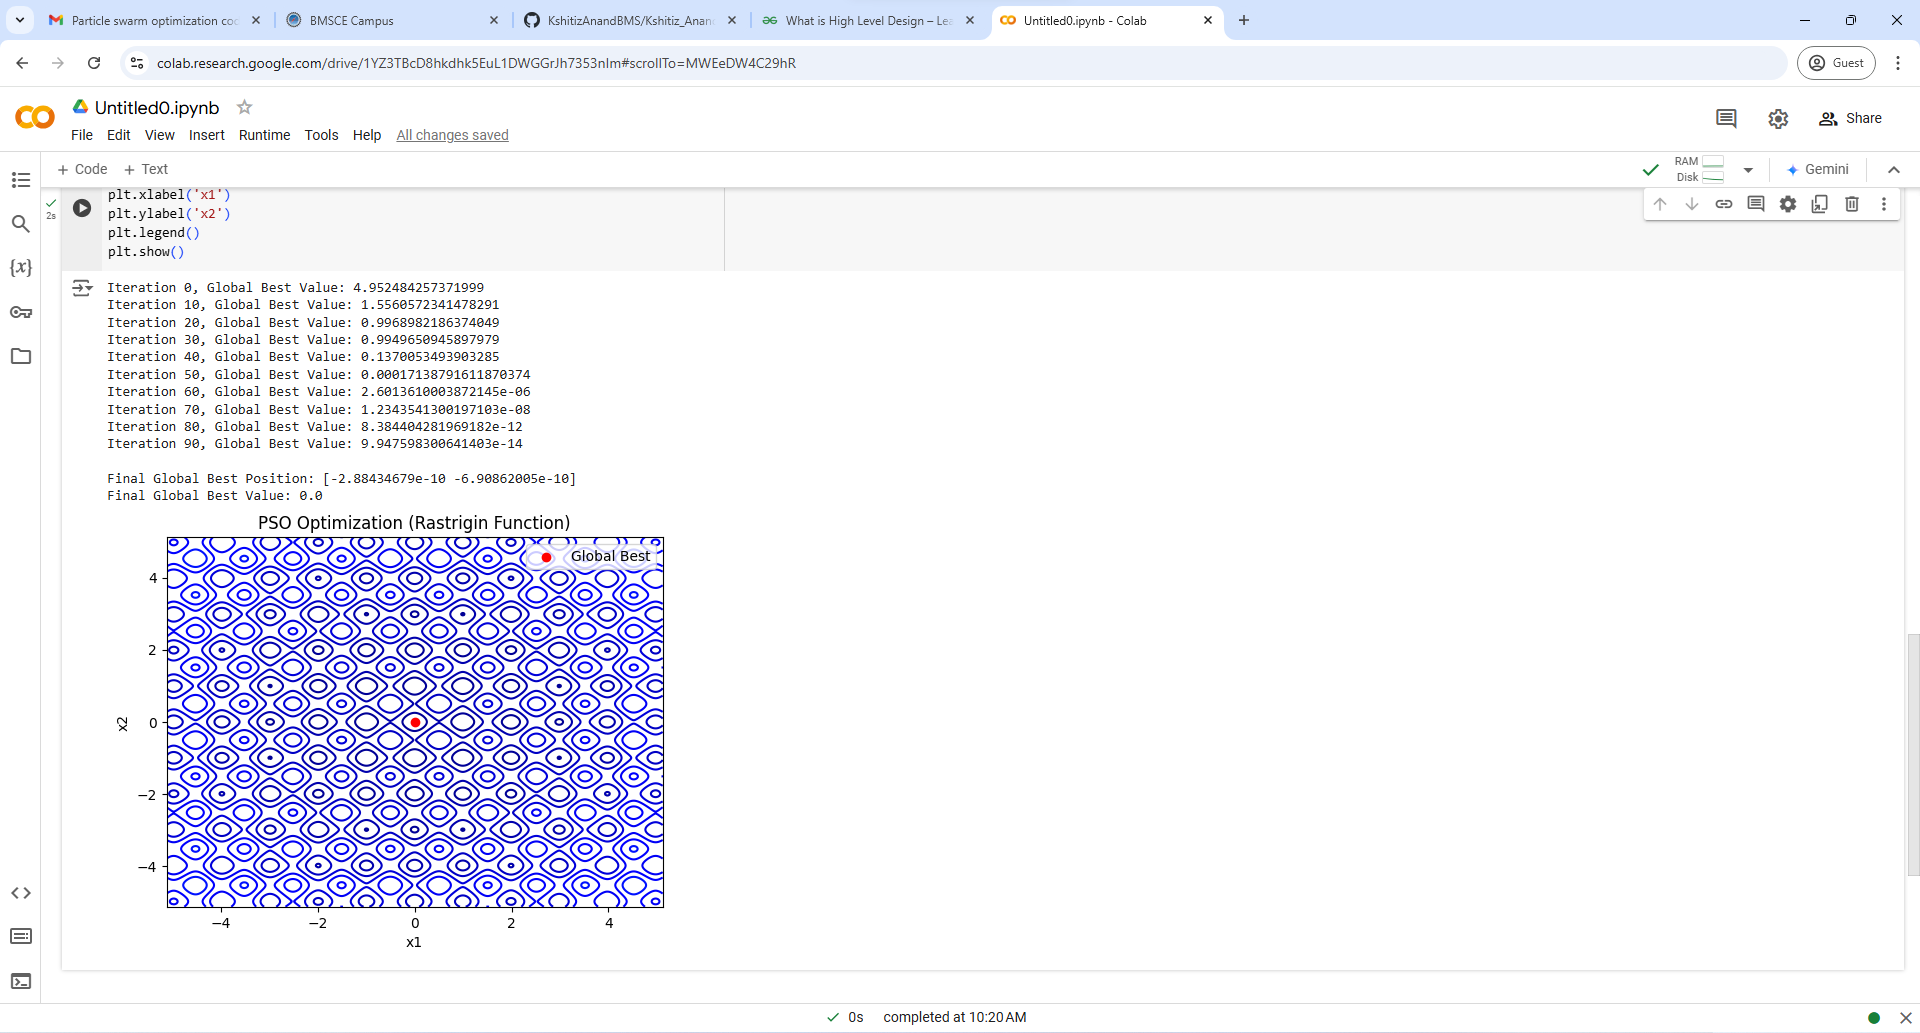 Particle swarm optimization co
BMSCE Campus
KshitizAnandBMS/Kshitiz_Anan
What is High Level Design – Lea
Untitled0.ipynb - Colab
colab.research.google.com/drive/1YZ3TBcD8hkdhk5EuL1DWGGrJh7353nIm#scrollTo=MWEeDW4C29hR
Guest
Untitled0.ipynb
File Edit View Insert Runtime Tools Help All changes saved
Share
+ Code + Text
RAM
Disk
Gemini
2s
plt.xlabel('x1')
plt.ylabel('x2')
plt.legend()
plt.show()
Iteration 0, Global Best Value: 4.952484257371999
Iteration 10, Global Best Value: 1.5560572341478291
Iteration 20, Global Best Value: 0.9968982186374049
Iteration 30, Global Best Value: 0.9949650945897979
Iteration 40, Global Best Value: 0.1370053493903285
Iteration 50, Global Best Value: 0.00017138791611870374
Iteration 60, Global Best Value: 2.6013610003872145e-06
Iteration 70, Global Best Value: 1.2343541300197103e-08
Iteration 80, Global Best Value: 8.384404281969182e-12
Iteration 90, Global Best Value: 9.947598300641403e-14
Final Global Best Position: [-2.88434679e-10 -6.90862005e-10]
Final Global Best Value: 0.0
PSO Optimization (Rastrigin Function)
Global Best
4
2
0
−2
−4
x2
−4 −2 0 2 4
x1
0s completed at 10:20 AM